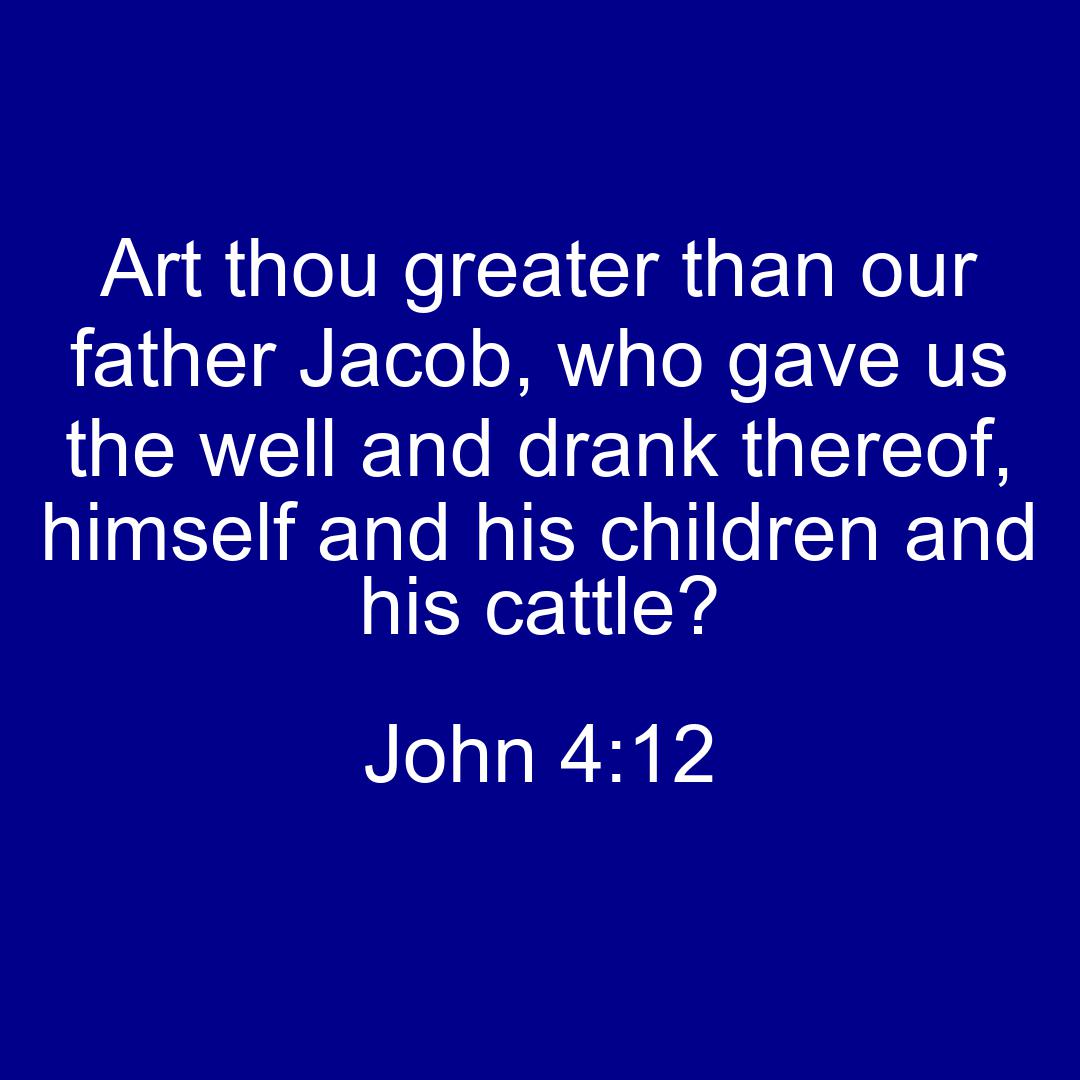 Art thou greater than our
father Jacob, who gave us
the well and drank thereof,
himself and his children and
his cattle?
John 4:12